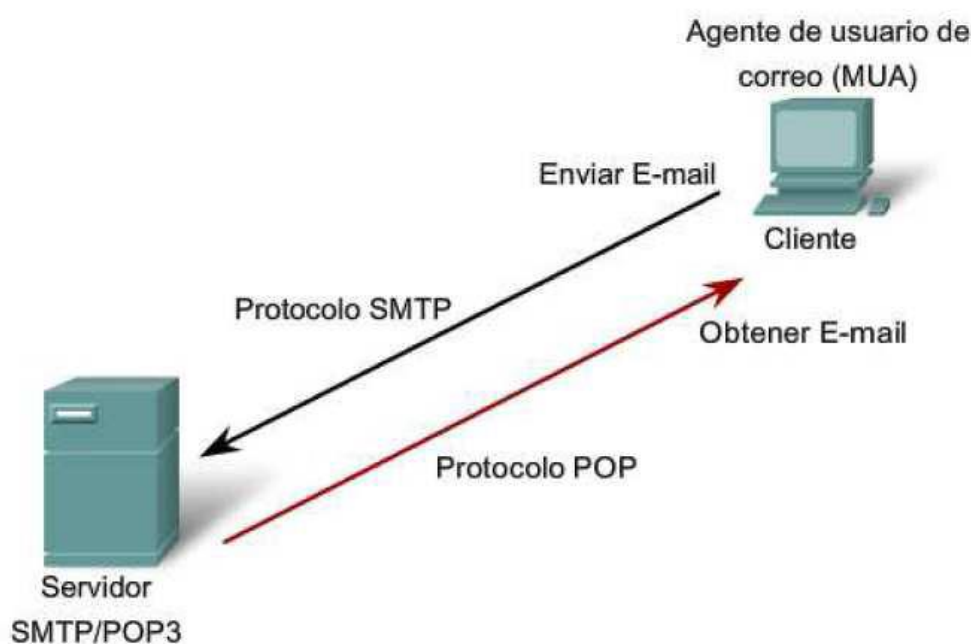 Agente de usuario de
correo (MUA)
Enviar E-mail
Cliente
Protocolo SMTP
Obtener E-mail
Protocolo POP
Servidor
SMTP/POP3